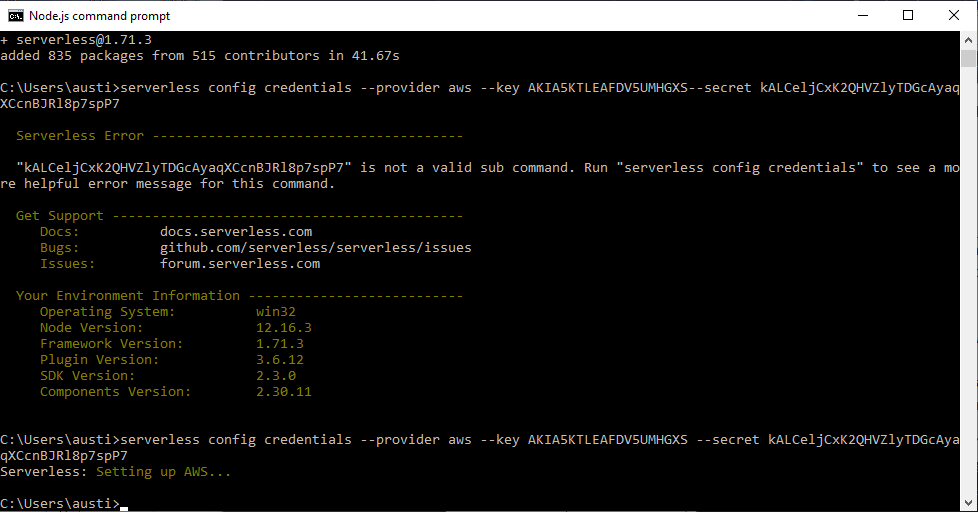 Node.js command prompt
+ serverless@1.71.3
added 835 packages from 515 contributors in 41.67s
C:\Users\austi>serverless config credentials --provider aws --key AKIA5KTLEAFDV5UMHGXS--secret kALCeljCxK2QHVZlyTDGcAyaq
XCcnBJRl8p7spP7
Serverless Error ---------------------------------------
"kALCeljCxK2QHVZlyTDGcAyaqXCcnBJRl8p7spP7" is not a valid sub command. Run "serverless config credentials" to see a mo
re helpful error message for this command.
Get Support --------------------------------------------
Docs: docs.serverless.com
Bugs: github.com/serverless/serverless/issues
Issues: forum.serverless.com
Your Environment Information ---------------------------
Operating System: win32
Node Version: 12.16.3
Framework Version: 1.71.3
Plugin Version: 3.6.12
SDK Version: 2.3.0
Components Version: 2.30.11
C:\Users\austi>serverless config credentials --provider aws --key AKIA5KTLEAFDV5UMHGXS --secret kALCeljCxK2QHVZlyTDGcAya
qXCcnBJRl8p7spP7
Serverless: Setting up AWS...
C:\Users\austi>